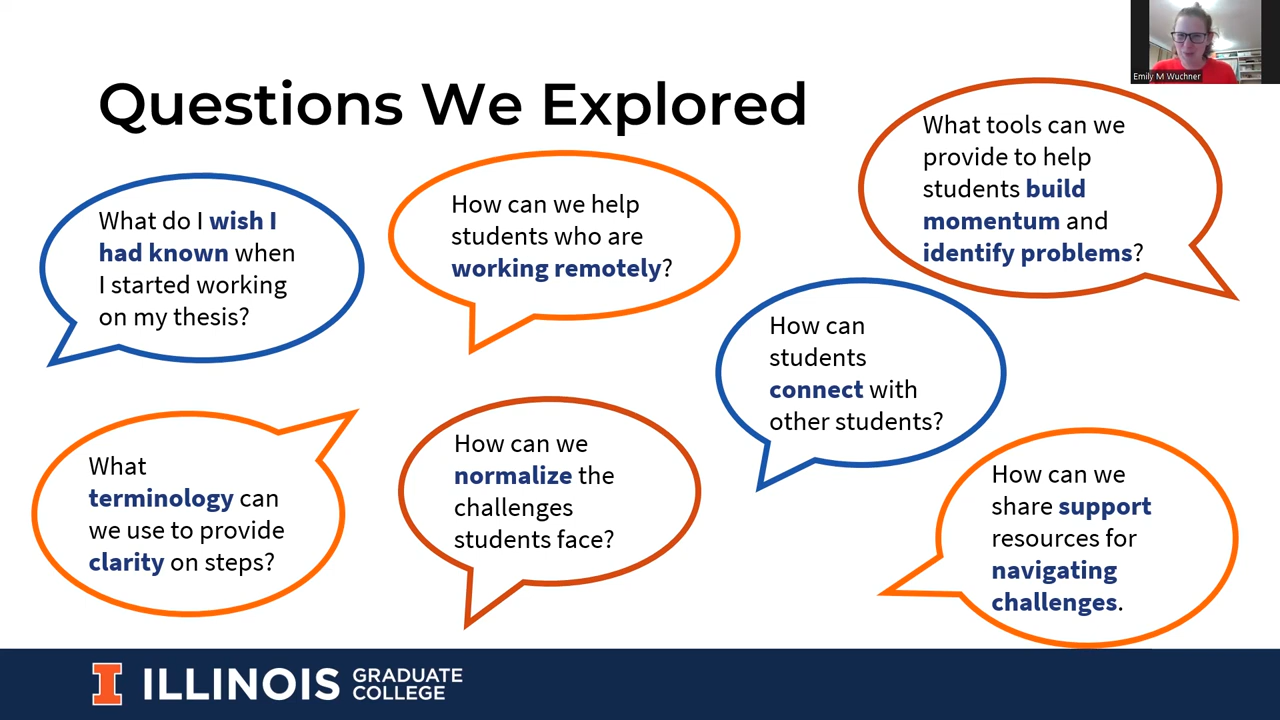 Emily M Wuchner
Questions We Explored
What do I wish I
had known when
I started working
on my thesis?
How can we help
students who are
working remotely?
What tools can we
provide to help
students build
momentum and
identify problems?
How can
students
connect with
other students?
What
terminology can
we use to provide
clarity on steps?
How can we
normalize the
challenges
students face?
How can we
share support
resources for
navigating
challenges.
I ILLINOIS
GRADUATE
COLLEGE